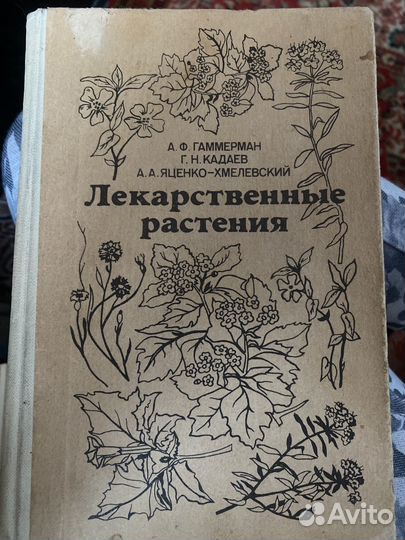 А.Ф. ГАММЕРМАН
Г.Н. КАДАЕВ
А.А. ЯЦЕНКО-ХМЕЛЕВСКИЙ
Лекарственные
растения
Avito